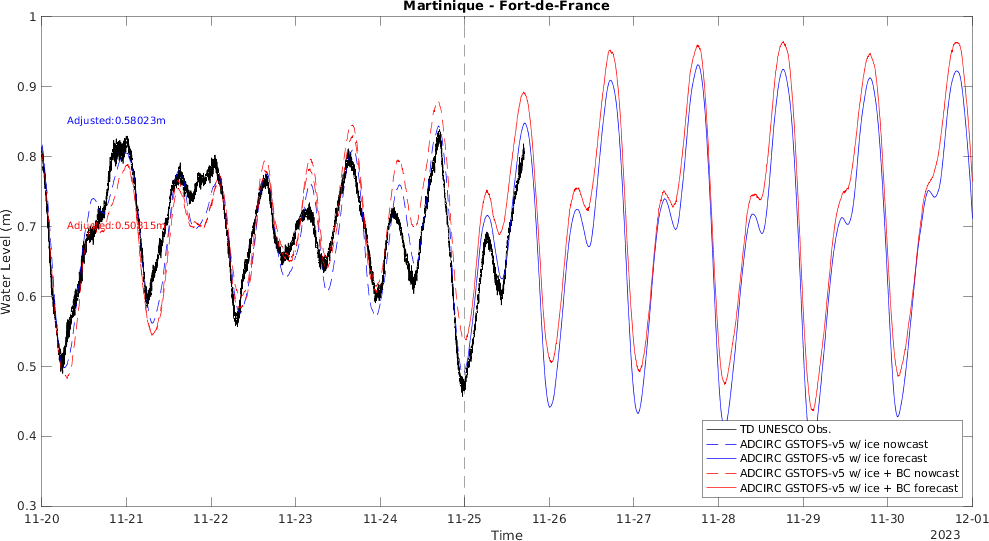 Martinique - Fort-de-France
1
0.9
0.8
0.7
0.6
0.5
0.4
0.3
Water Level (m)
Adjusted:0.58023m
Adjusted:0.50315m
TD UNESCO Obs.
ADCIRC GSTOFS-v5 w/ ice nowcast
ADCIRC GSTOFS-v5 w/ ice forecast
ADCIRC GSTOFS-v5 w/ ice + BC nowcast
ADCIRC GSTOFS-v5 w/ ice + BC forecast
11-20 11-21 11-22 11-23 11-24 11-25 11-26 11-27 11-28 11-29 11-30 12-01
Time
2023